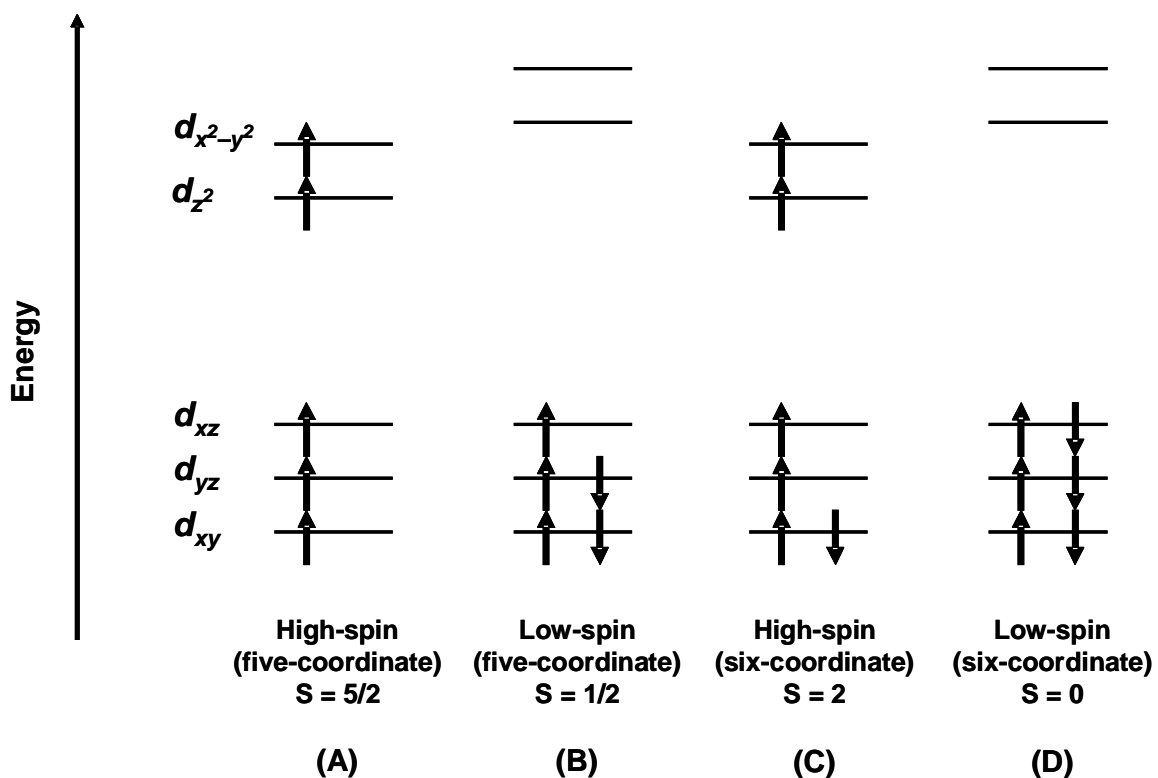 Energy
dx2–y2
dz2
dxz
dyz
dxy
High-spin
(five-coordinate)
S = 5/2
(A)
Low-spin
(five-coordinate)
S = 1/2
(B)
High-spin
(six-coordinate)
S = 2
(C)
Low-spin
(six-coordinate)
S = 0
(D)